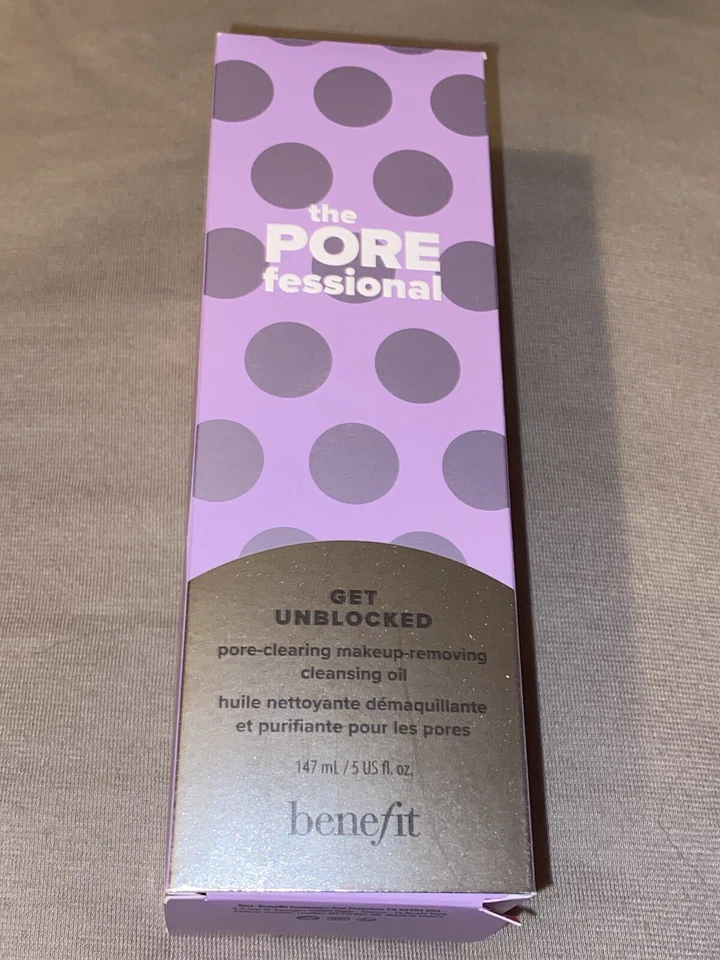 the
PORE
fessional
GET
UNBLOCKED
pore-clearing makeup-removing
cleansing oil
huile nettoyante démaquillante
et purifiante pour les pores
147 mL / 5 US fl. oz.
benefit